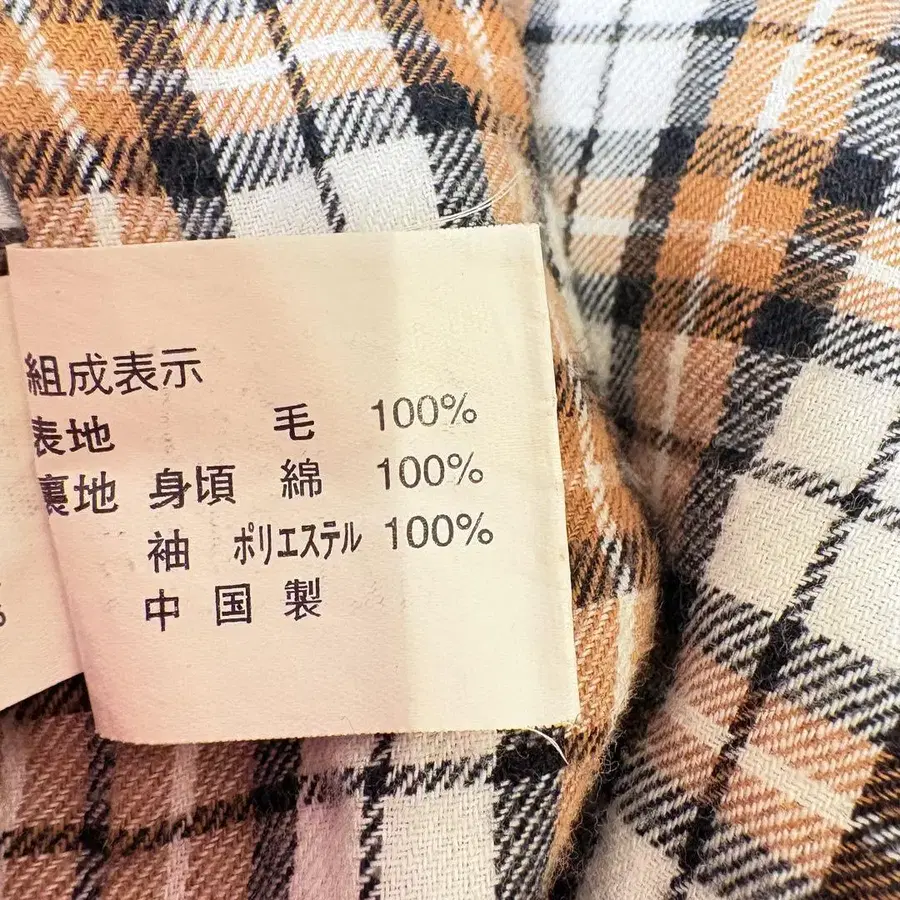 組成表示
表地 毛 100%
裏地 身頃 綿 100%
袖 ポリエステル 100%
中国製
%